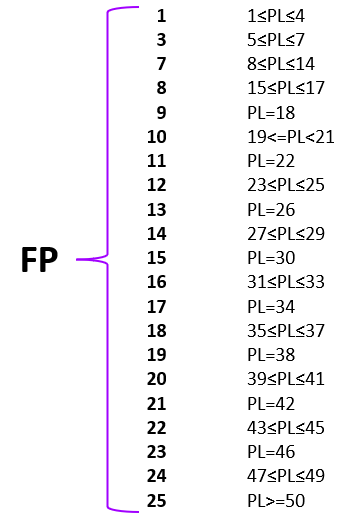 1 1≤PL≤4
3 5≤PL≤7
7 8≤PL≤14
8 15≤PL≤17
9 PL=18
10 19<=PL<21
11 PL=22
12 23≤PL≤25
13 PL=26
14 27≤PL≤29
FP 15 PL=30
16 31≤PL≤33
17 PL=34
18 35≤PL≤37
19 PL=38
20 39≤PL≤41
21 PL=42
22 43≤PL≤45
23 PL=46
24 47≤PL≤49
25 PL>=50